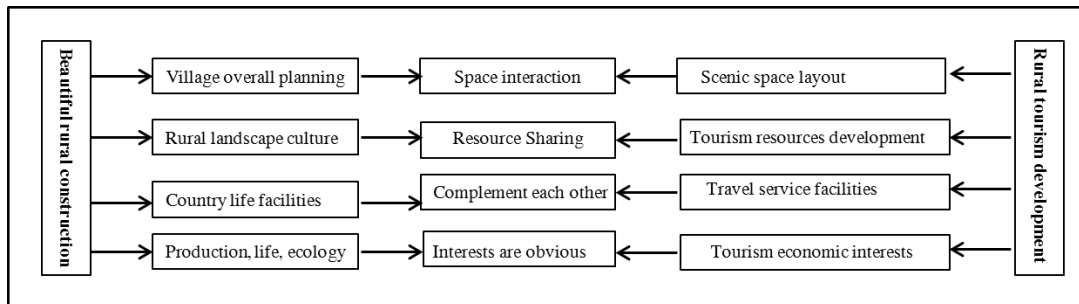 Beautiful rural construction
Village overall planning
Space interaction
Scenic space layout
Rural landscape culture
Resource Sharing
Tourism resources development
Country life facilities
Complement each other
Travel service facilities
Production, life, ecology
Interests are obvious
Tourism economic interests
Rural tourism development